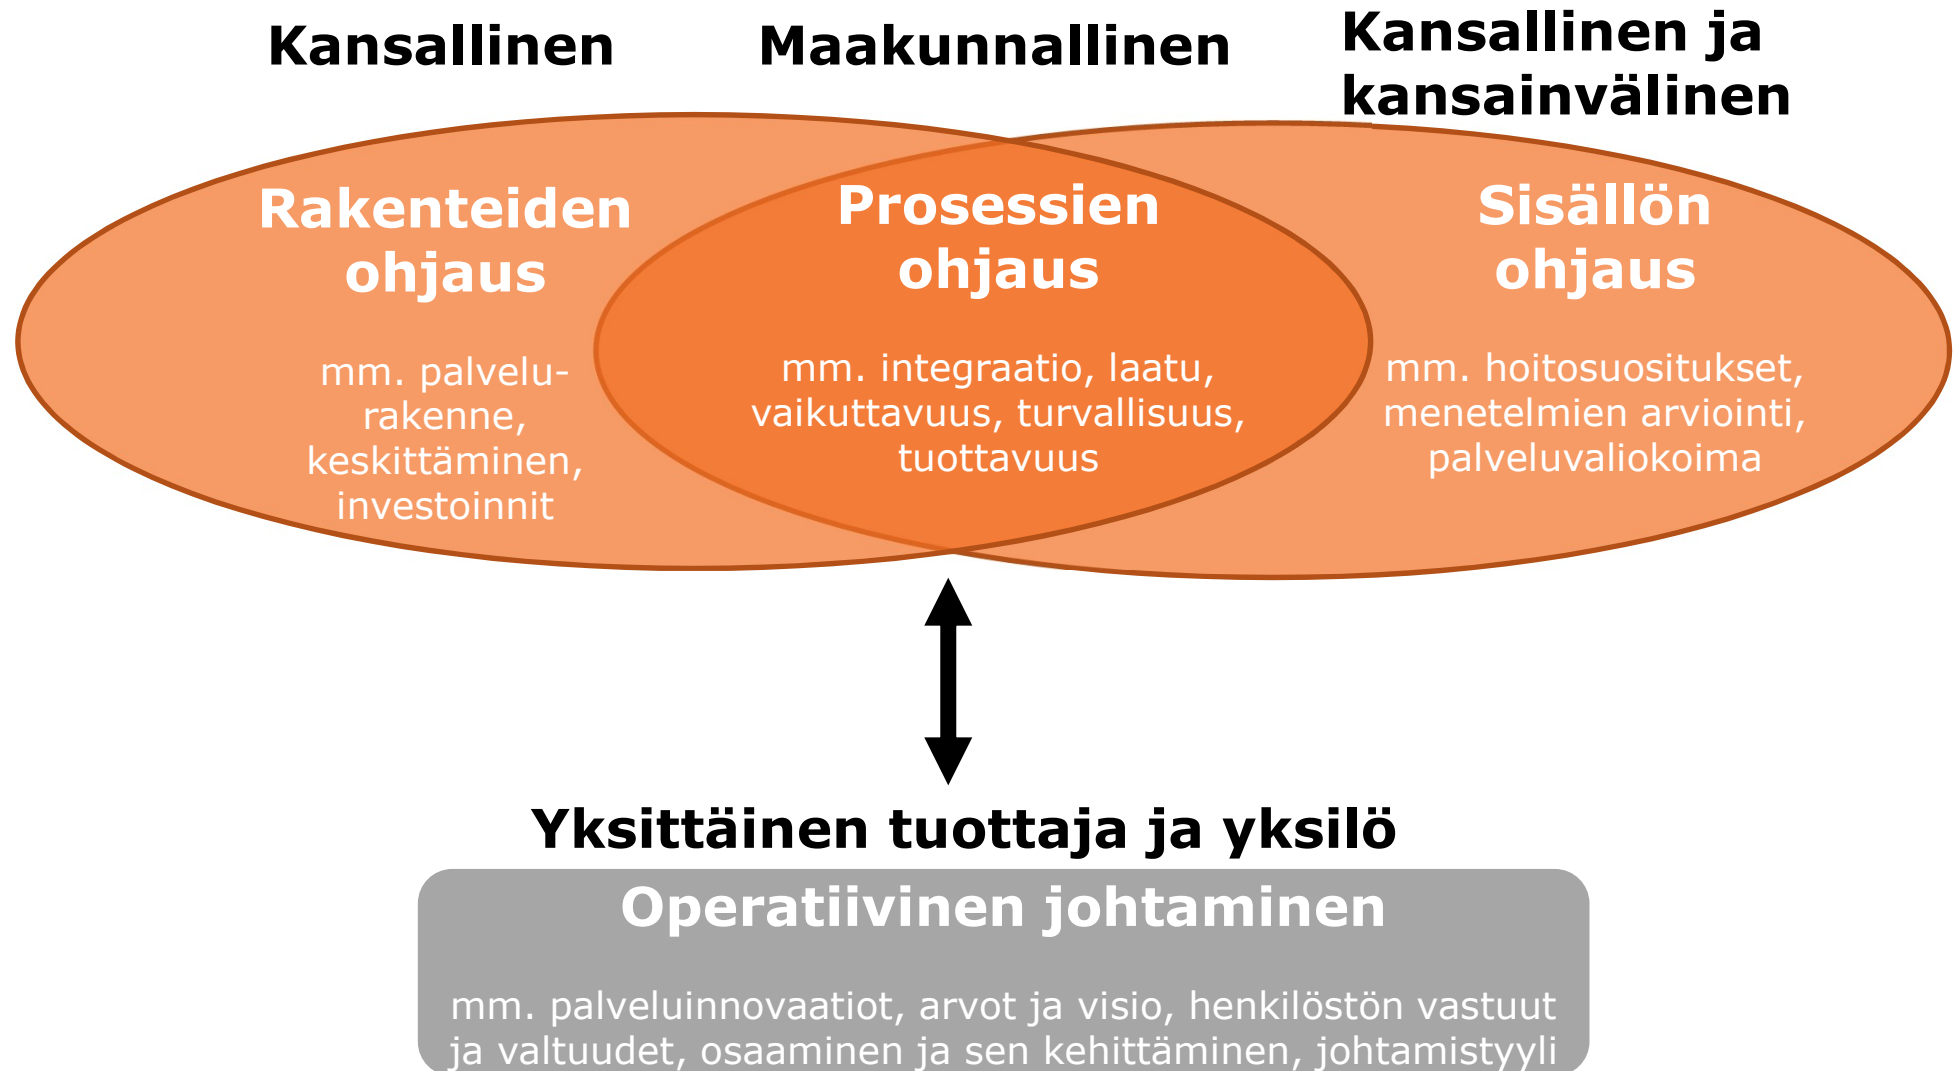 Kansallinen
Maakunnallinen
Kansallinen ja
kansainvälinen
Rakenteiden
ohjaus
mm. palvelu-
rakenne,
keskittäminen,
investoinnit
Prosessien
ohjaus
mm. integraatio, laatu,
vaikuttavuus, turvallisuus,
tuottavuus
Sisällön
ohjaus
mm. hoitosuositukset,
menetelmien arviointi,
palveluvaliokoima
Yksittäinen tuottaja ja yksilö
Operatiivinen johtaminen
mm. palveluinnovaatiot, arvot ja visio, henkilöstön vastuut
ja valtuudet, osaaminen ja sen kehittäminen, johtamistyyli